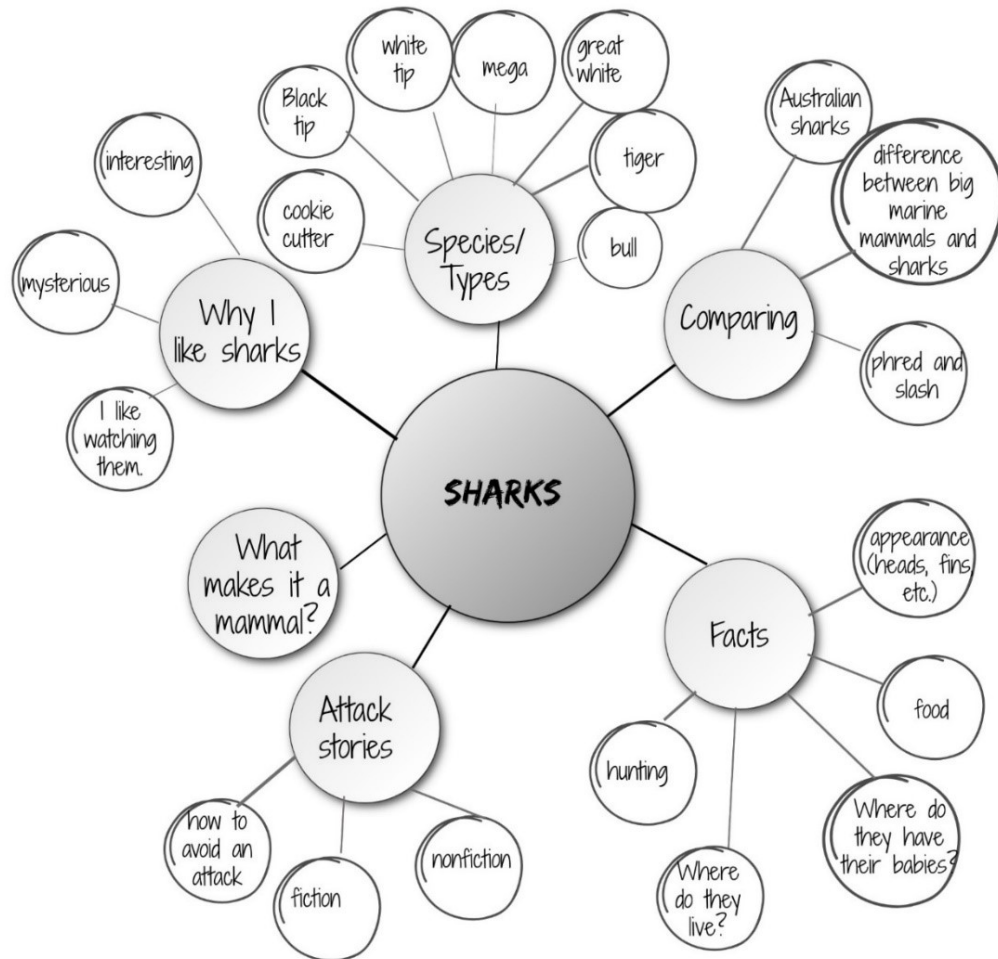 SHARKS
Why I
like sharks
interesting
mysterious
I like
watching
them.
Species/
Types
cookie
cutter
Black
tip
white
tip
mega
great
white
tiger
bull
Comparing
Australian
sharks
difference
between big
marine
mammals and
sharks
phred and
slash
Facts
appearance
(heads, fins
etc.)
food
Where do
they have
their babies?
Where
do they
live?
hunting
Attack
stories
how to
avoid an
attack
fiction
nonfiction
What
makes it a
mammal?